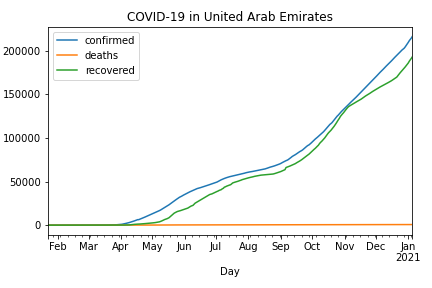 COVID-19 in United Arab Emirates
confirmed
deaths
recovered
200000
150000
100000
50000
0
Feb Mar Apr May Jun Jul Aug Sep Oct Nov Dec Jan
2021
Day